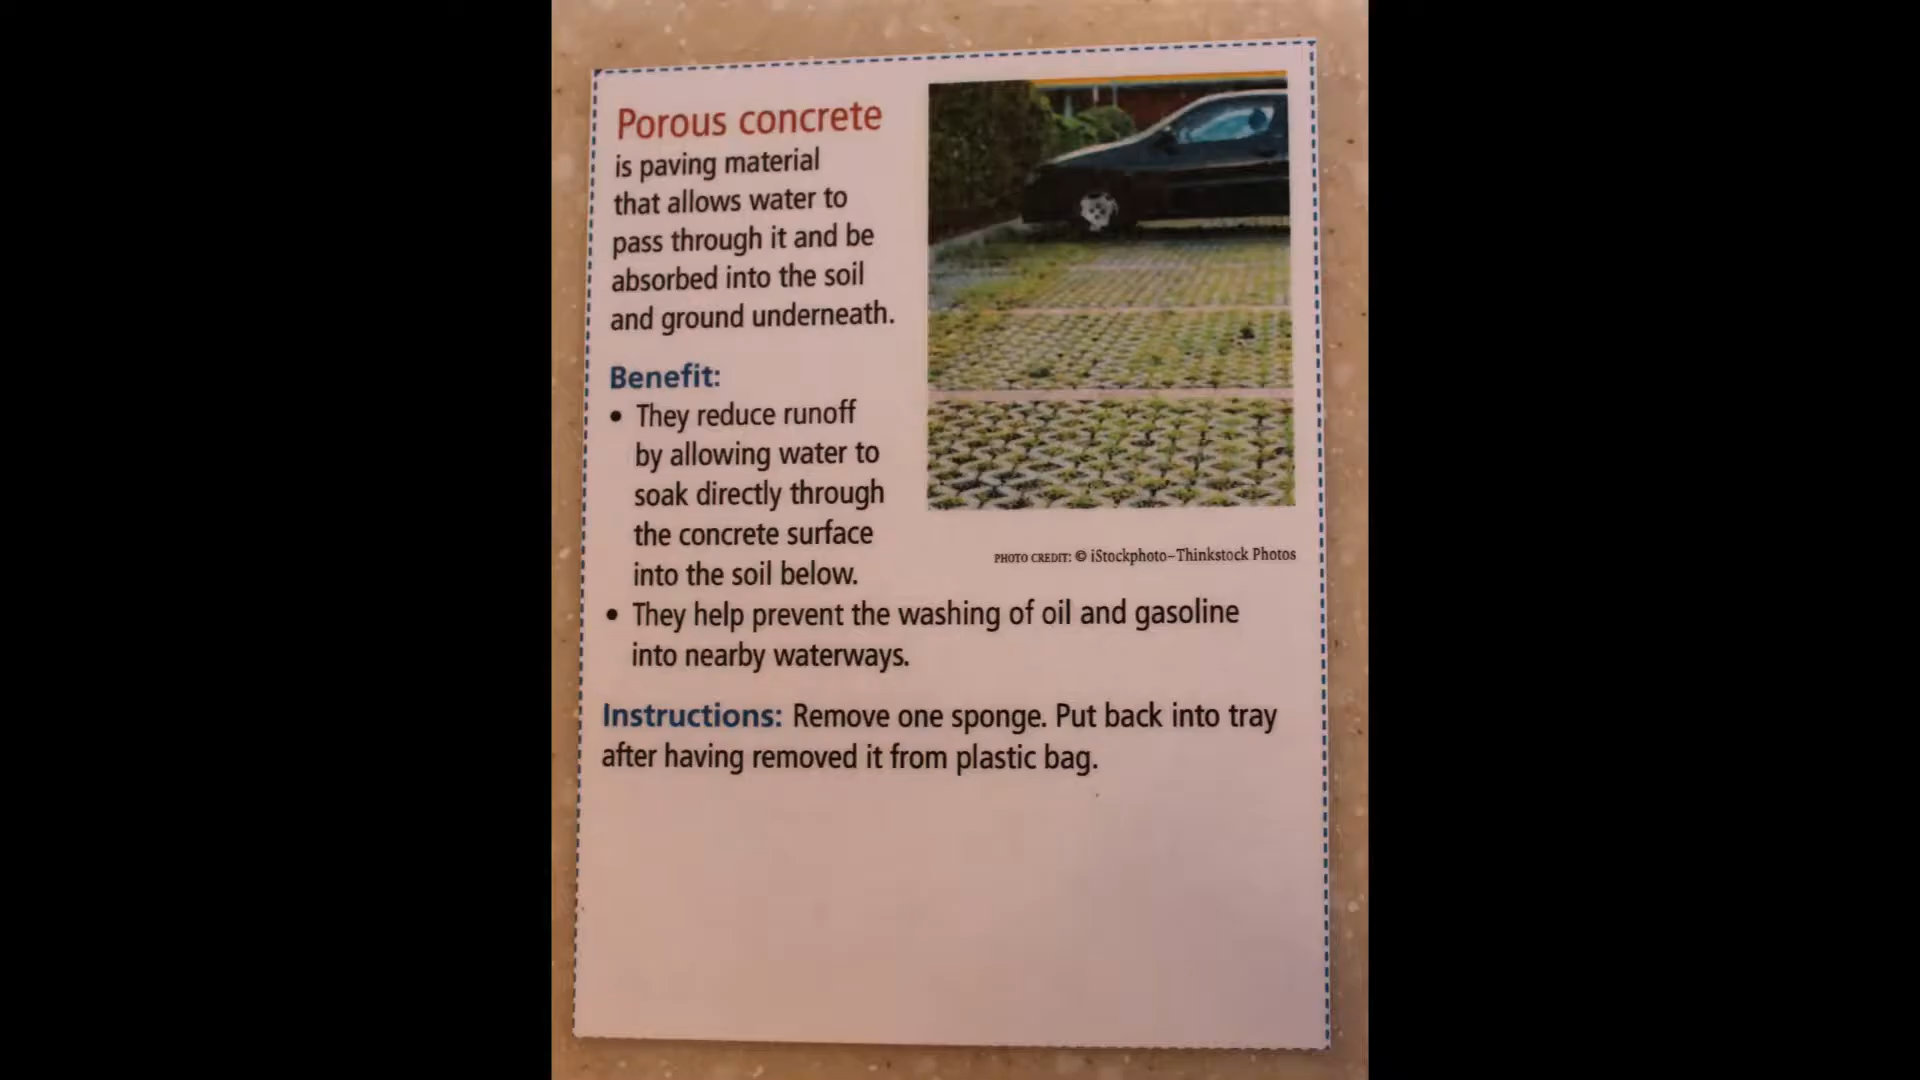 Porous concrete
is paving material
that allows water to
pass through it and be
absorbed into the soil
and ground underneath.
Benefit:
• They reduce runoff
by allowing water to
soak directly through
the concrete surface
into the soil below.
• They help prevent the washing of oil and gasoline
into nearby waterways.
Instructions: Remove one sponge. Put back into tray
after having removed it from plastic bag.
PHOTO CREDIT: © iStockphoto–Thinkstock Photos